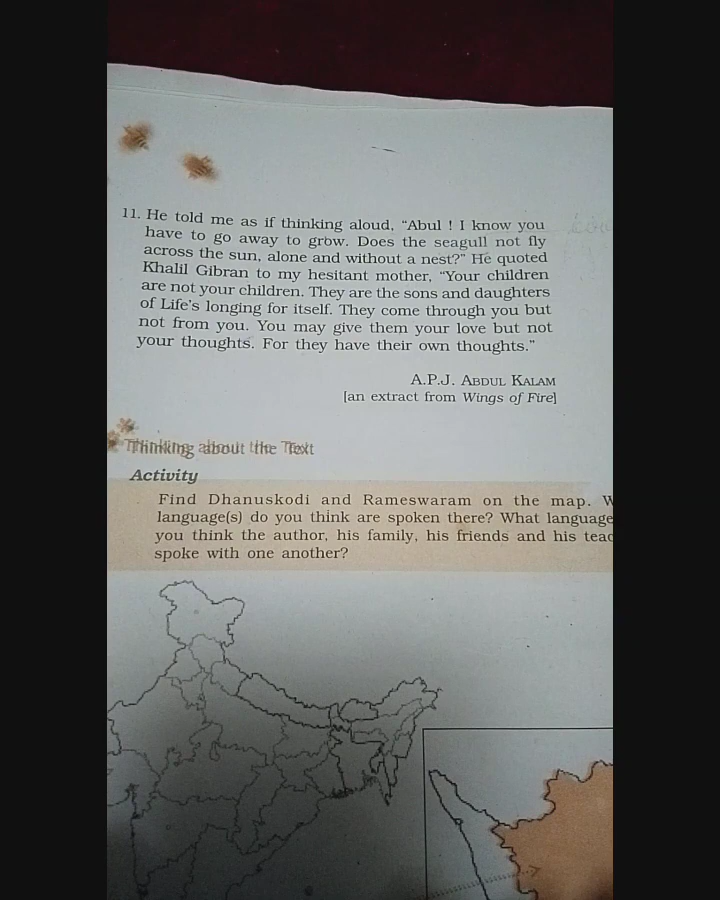 11. He told me as if thinking aloud, “Abul ! I know you
have to go away to grow. Does the seagull not fly
across the sun, alone and without a nest?” He quoted
Khalil Gibran to my hesitant mother, “Your children
are not your children. They are the sons and daughters
of Life’s longing for itself. They come through you but
not from you. You may give them your love but not
your thoughts. For they have their own thoughts.”
A.P.J. ABDUL KALAM
[an extract from Wings of Fire]
Thinking about the Text
Activity
Find Dhanuskodi and Rameswaram on the map. W
language(s) do you think are spoken there? What language
you think the author, his family, his friends and his teac
spoke with one another?